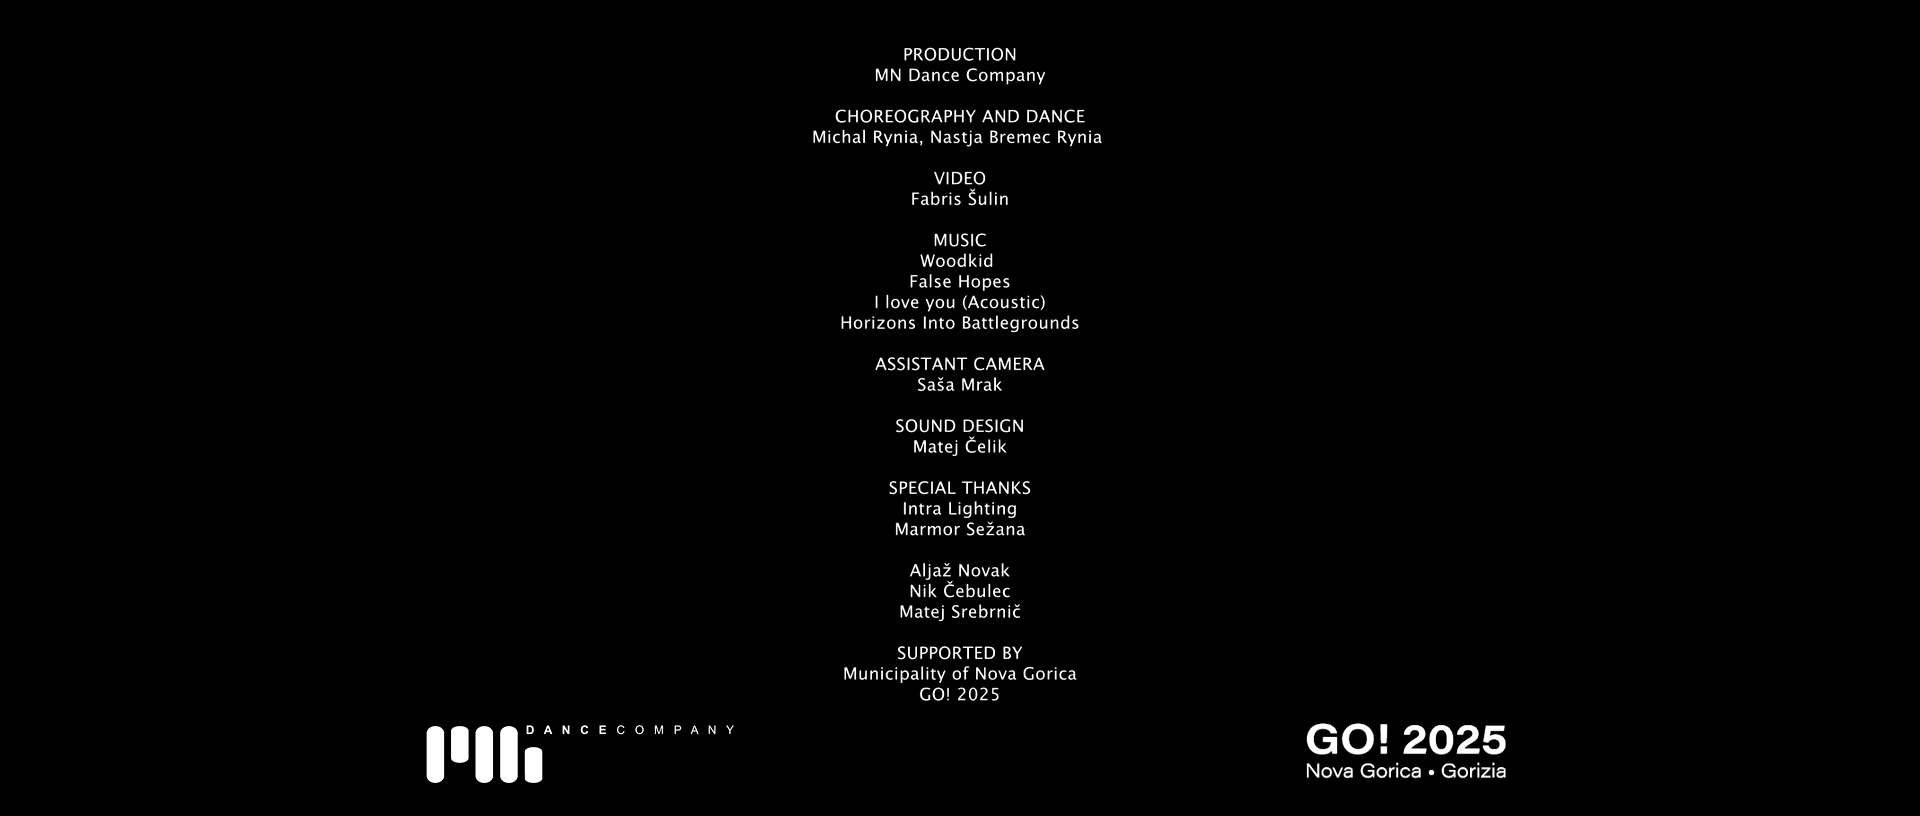 PRODUCTION
MN Dance Company
CHOREOGRAPHY AND DANCE
Michal Rynia, Nastja Bremec Rynia
VIDEO
Fabris Šulin
MUSIC
Woodkid
False Hopes
I love you (Acoustic)
Horizons Into Battlegrounds
ASSISTANT CAMERA
Saša Mrak
SOUND DESIGN
Matej Čelik
SPECIAL THANKS
Intra Lighting
Marmor Sežana
Aljaž Novak
Nik Čebulec
Matej Srebrnič
SUPPORTED BY
Municipality of Nova Gorica
GO! 2025
DANCECOMPANY
GO! 2025
Nova Gorica • Gorizia